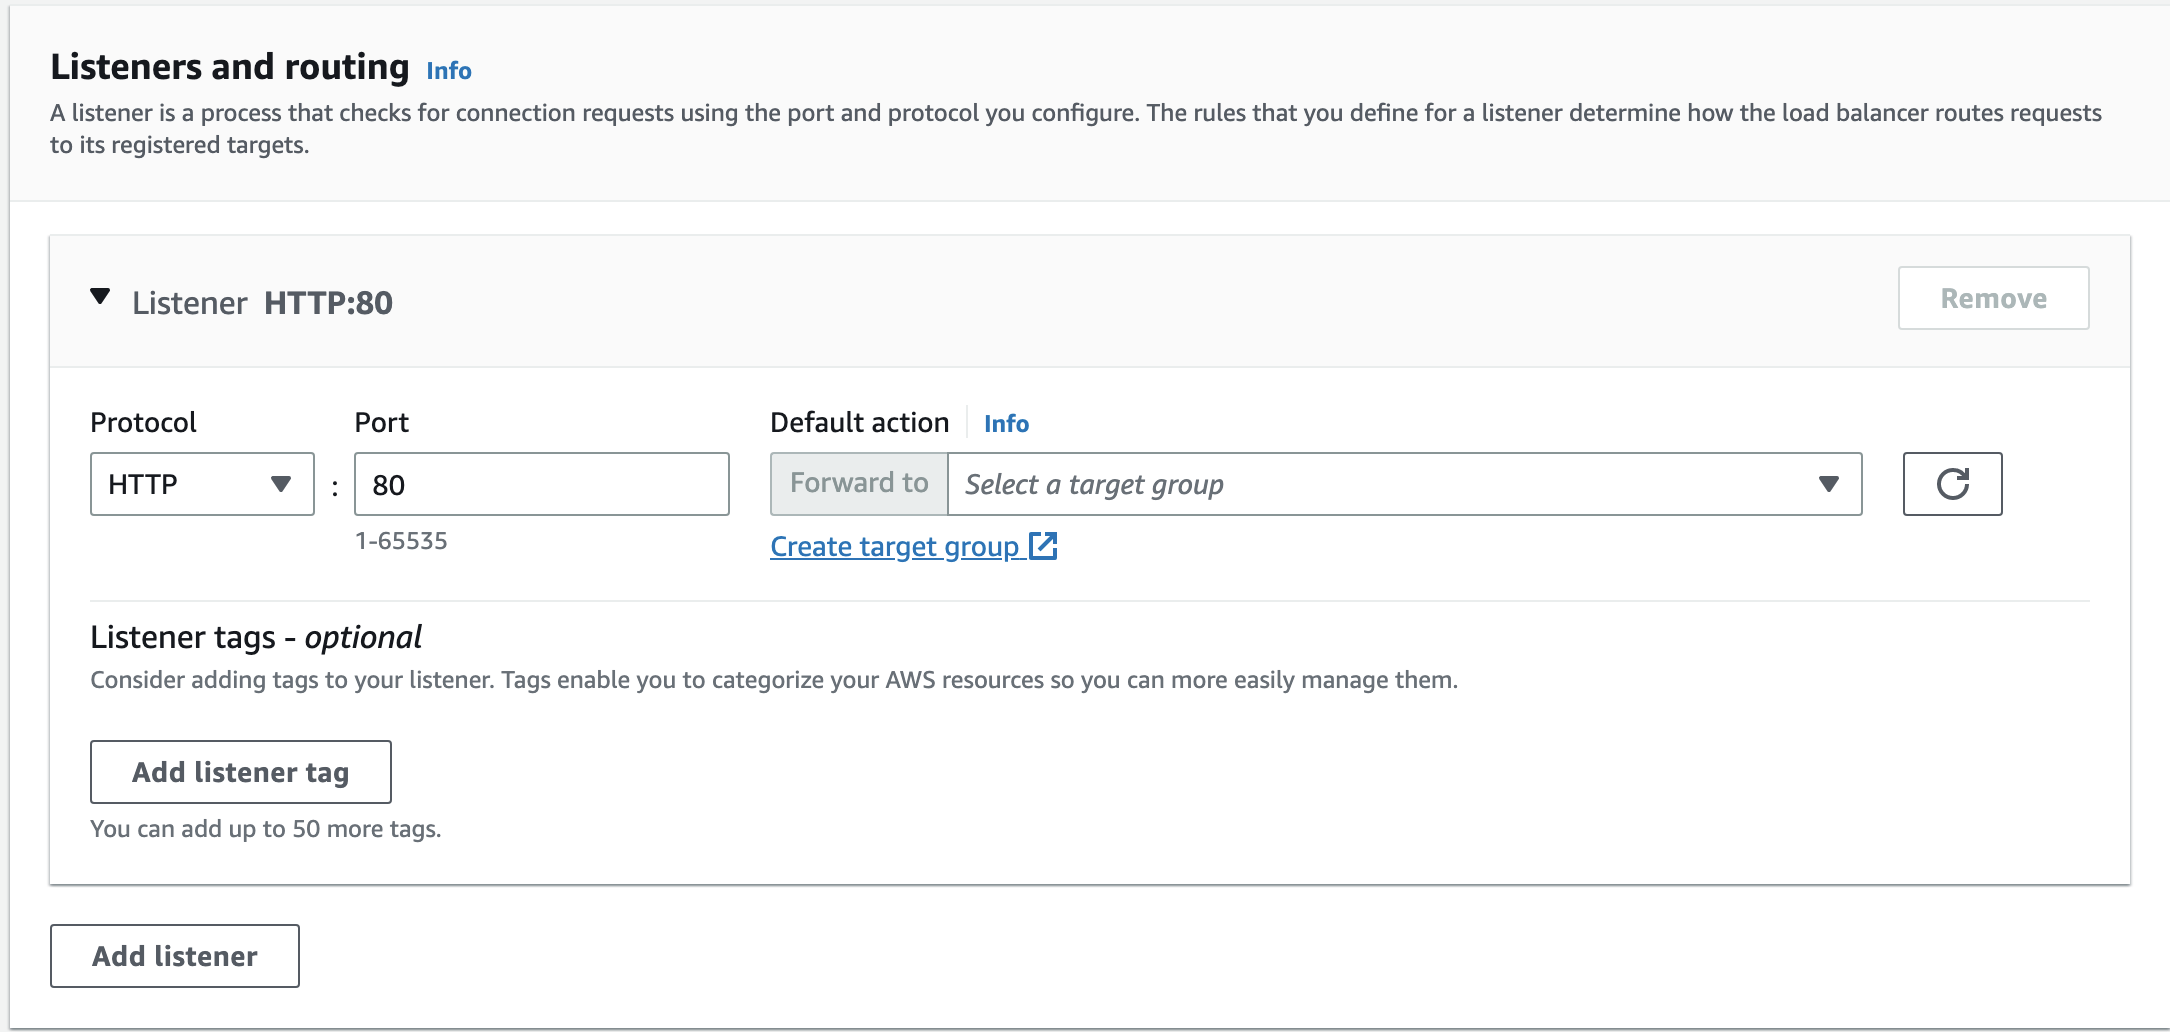 Listeners and routing Info
A listener is a process that checks for connection requests using the port and protocol you configure. The rules that you define for a listener determine how the load balancer routes requests
to its registered targets.
Listener HTTP:80
Remove
Protocol
Port
Default action
Info
HTTP
:
80
Forward to
Select a target group
1-65535
Create target group
Listener tags - optional
Consider adding tags to your listener. Tags enable you to categorize your AWS resources so you can more easily manage them.
Add listener tag
You can add up to 50 more tags.
Add listener